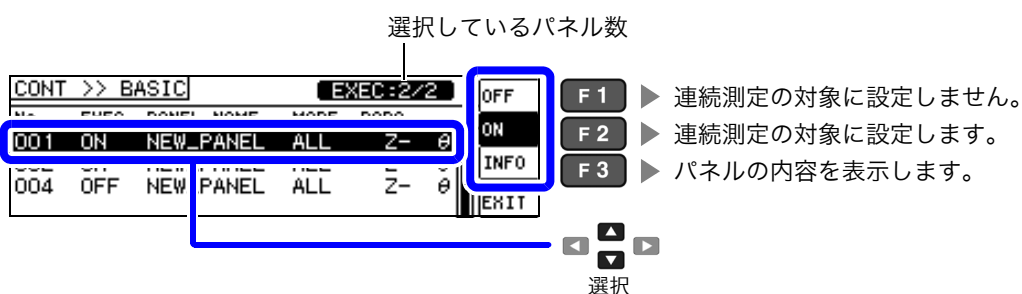 選択しているパネル数
CONT >> BASIC EXEC:2/2
001 ON NEW_PANEL ALL Z- θ
004 OFF NEW_PANEL ALL Z- θ
OFF
ON
INFO
EXIT
F1 ▶ 連続測定の対象に設定しません。
F2 ▶ 連続測定の対象に設定します。
F3 ▶ パネルの内容を表示します。
選択